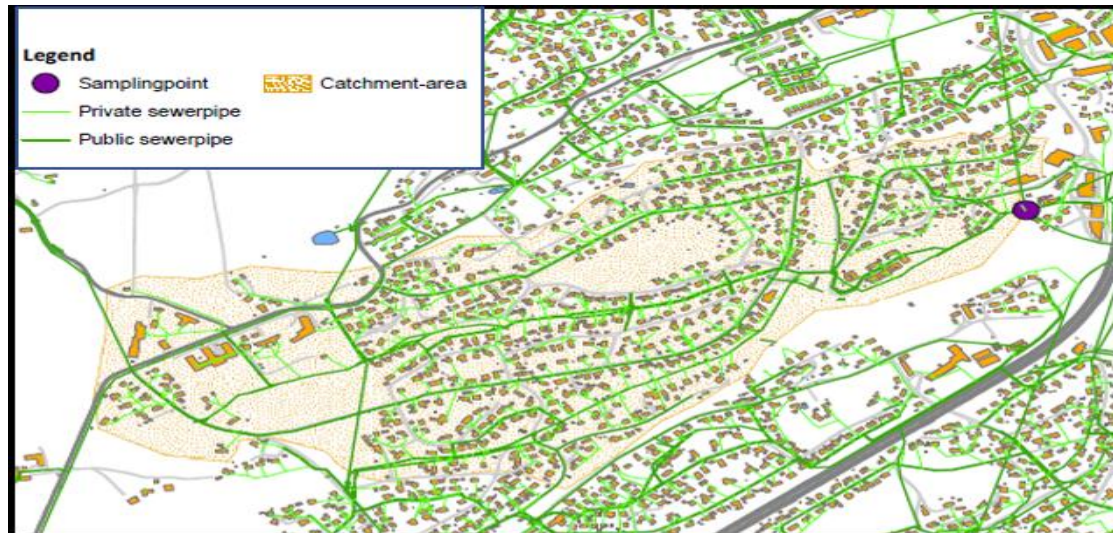 Legend
Samplingpoint
Catchment-area
Private sewerpipe
Public sewerpipe